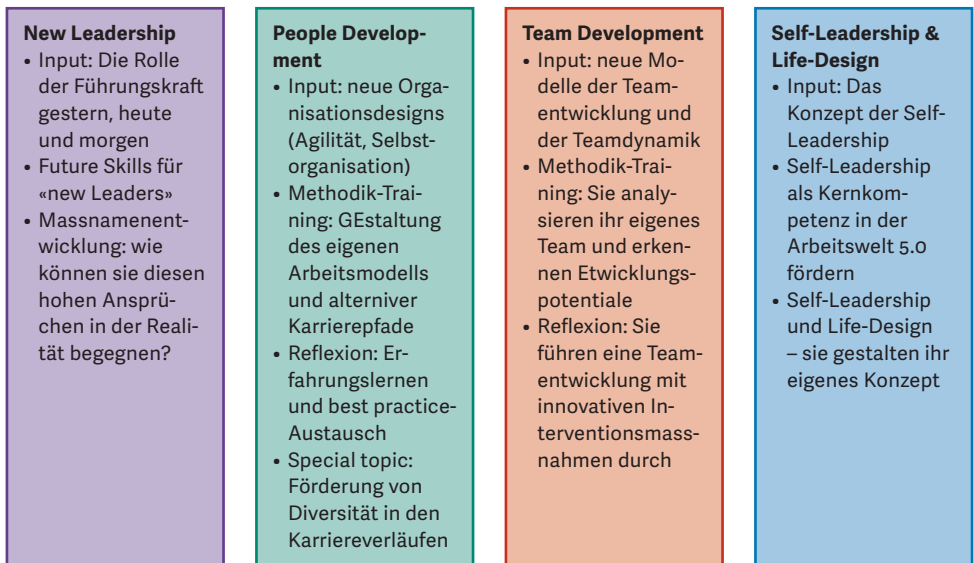 New Leadership
• Input: Die Rolle
der Führungskraft
gestern, heute
und morgen
• Future Skills für
«new Leaders»
• Massnamenent-
wicklung: wie
können sie diesen
hohen Ansprü-
chen in der Reali-
tät begegnen?
People Develop-
ment
• Input: neue Orga-
nisationsdesigns
(Agilität, Selbst-
organisation)
• Methodik-Trai-
ning: GEstaltung
des eigenen
Arbeitsmodells
und alterniver
Karrierepfade
• Reflexion: Er-
fahrungslernen
und best practice-
Austausch
• Special topic:
Förderung von
Diversität in den
Karriereverläufen
Team Development
• Input: neue Mo-
delle der Team-
entwicklung und
der Teamdynamik
• Methodik-Trai-
ning: Sie analy-
sieren ihr eigenes
Team und erken-
nen Etwicklungs-
potentiale
• Reflexion: Sie
führen eine Team-
entwicklung mit
innovativen In-
terventionsmass-
nahmen durch
Self-Leadership &
Life-Design
• Input: Das
Konzept der Self-
Leadership
• Self-Leadership
als Kernkom-
petenz in der
Arbeitswelt 5.0
fördern
• Self-Leadership
und Life-Design
– sie gestalten ihr
eigenes Konzept